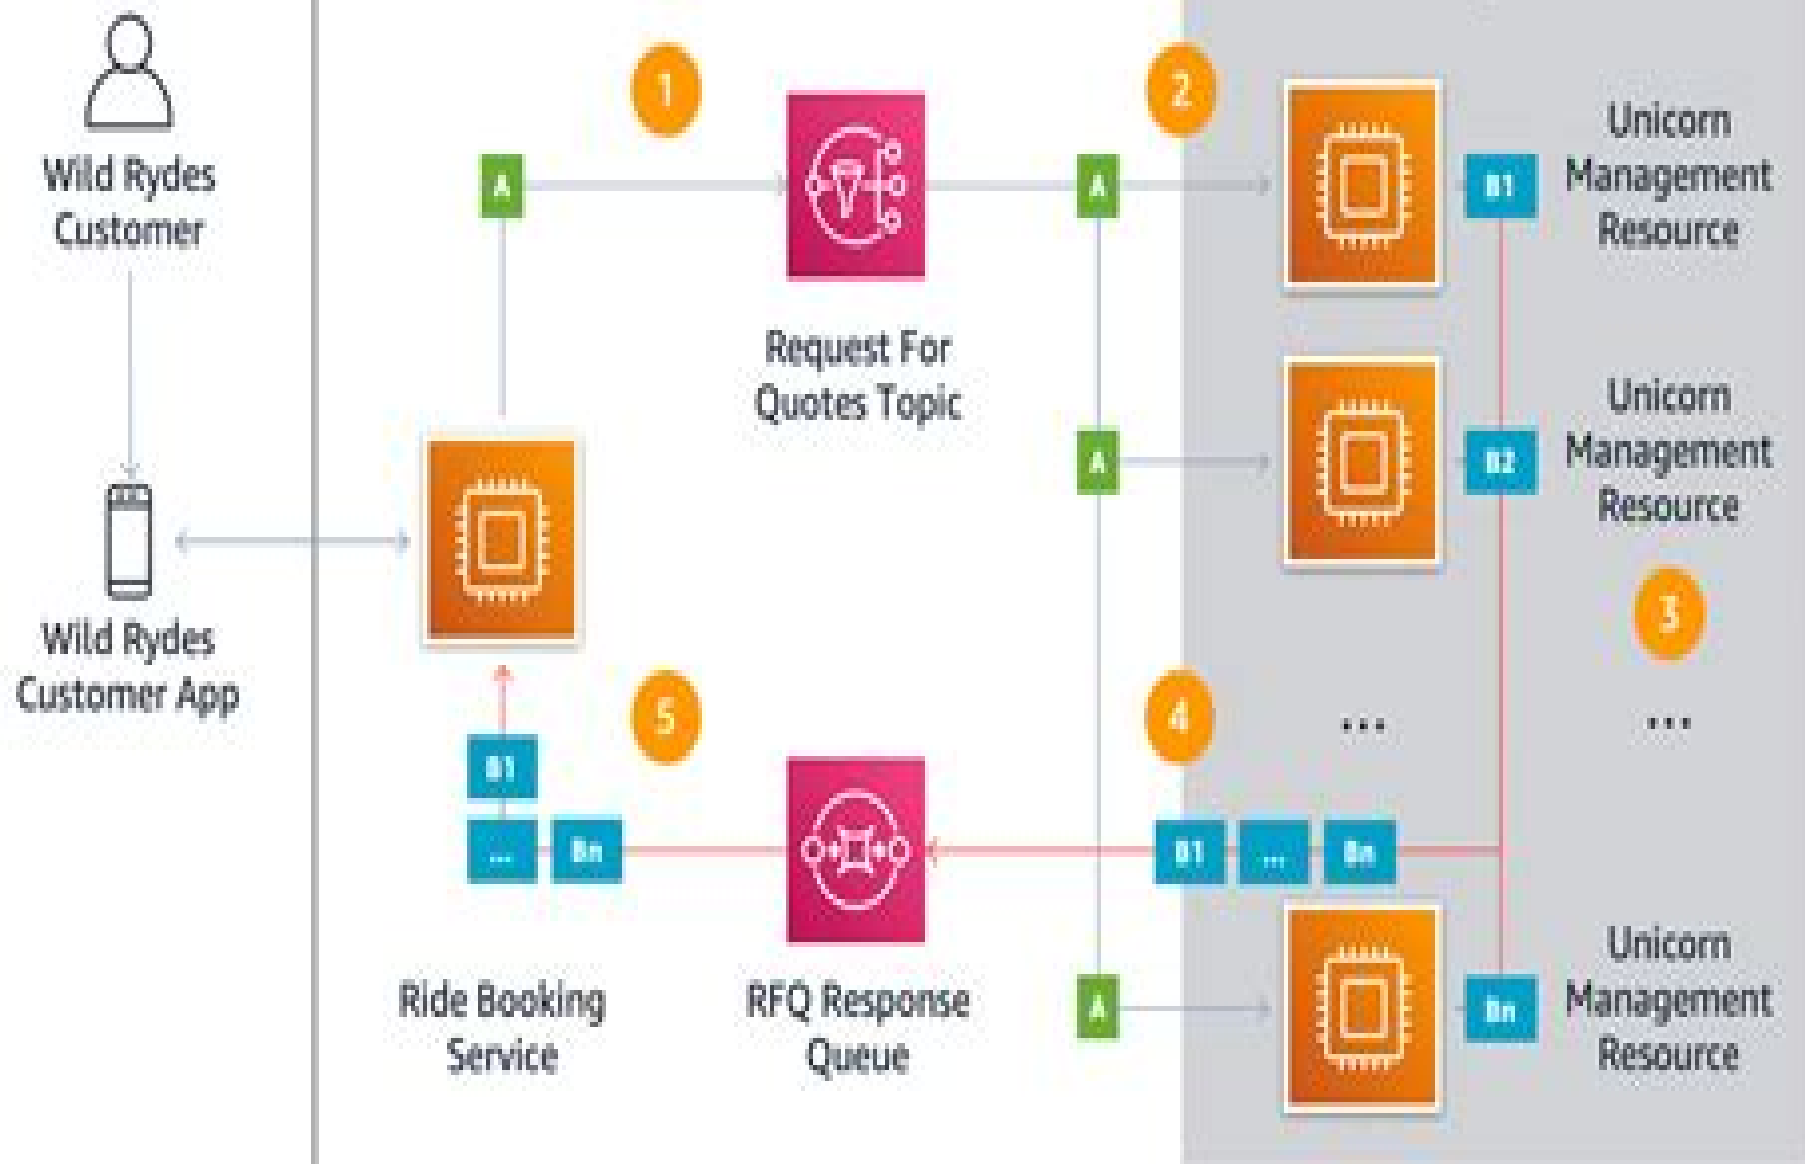 Wild Rydes
Customer
Wild Rydes
Customer App
1
A
Request For
Quotes Topic
2
A
A
A
B1
Unicorn
Management
Resource
B2
Unicorn
Management
Resource
3
...
...
4
B1
...
Bn
5
B1
...
Bn
Ride Booking
Service
RFQ Response
Queue
Bn
Unicorn
Management
Resource